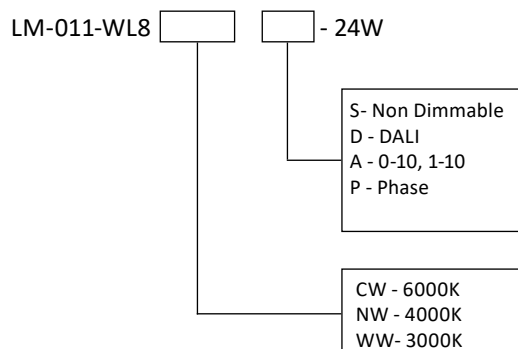 LM-011-WL8 - 24W
S- Non Dimmable
D - DALI
A - 0-10, 1-10
P - Phase
CW - 6000K
NW - 4000K
WW- 3000K